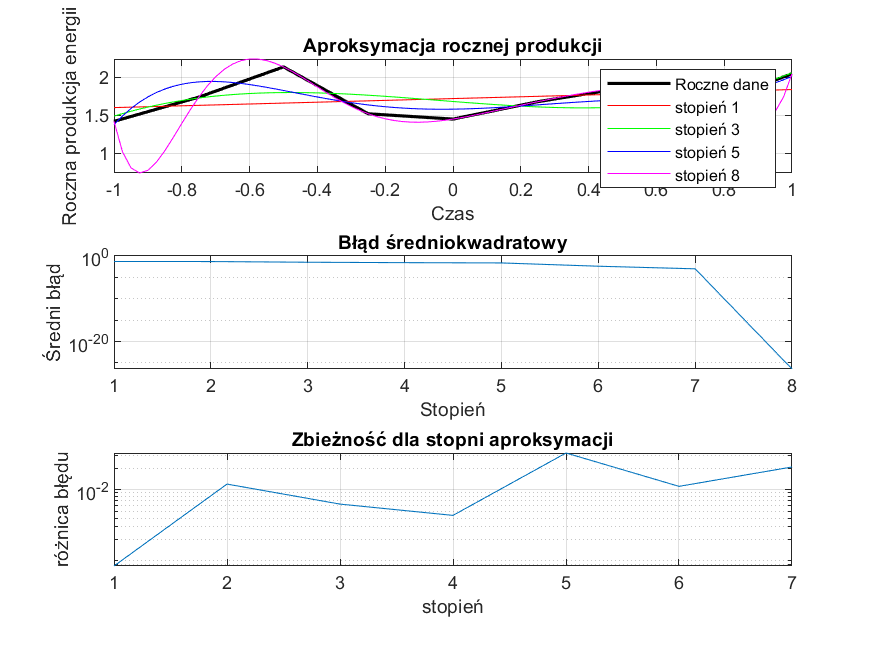 Aproksymacja rocznej produkcji
Roczna produkcja energii
2
1.5
1
-1 -0.8 -0.6 -0.4 -0.2 0 0.2 0.4 0.6 0.8 1
Czas
Roczne dane
stopień 1
stopień 3
stopień 5
stopień 8
Błąd średniokwadratowy
Średni błąd
10^0
10^-20
1 2 3 4 5 6 7 8
Stopień
Zbieżność dla stopni aproksymacji
różnica błędu
10^-2
1 2 3 4 5 6 7
stopień